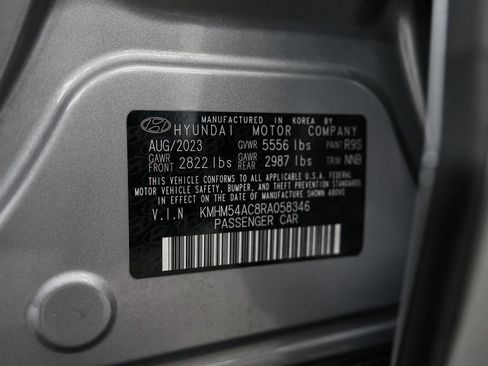 MANUFACTURED IN KOREA BY
HYUNDAI MOTOR COMPANY
AUG/2023 GVWR 5556 lbs PAINT R9S
GAWR FRONT 2822 lbs GAWR REAR 2987 lbs TRIM NNB
THIS VEHICLE CONFORMS TO ALL APPLICABLE U.S.A. FEDERAL
MOTOR VEHICLE SAFETY, BUMPER, AND THEFT PREVENTION STANDARDS
IN EFFECT ON THE DATE OF MANUFACTURE SHOWN ABOVE.
V.I.N KMHM54AC8RA058346
PASSENGER CAR